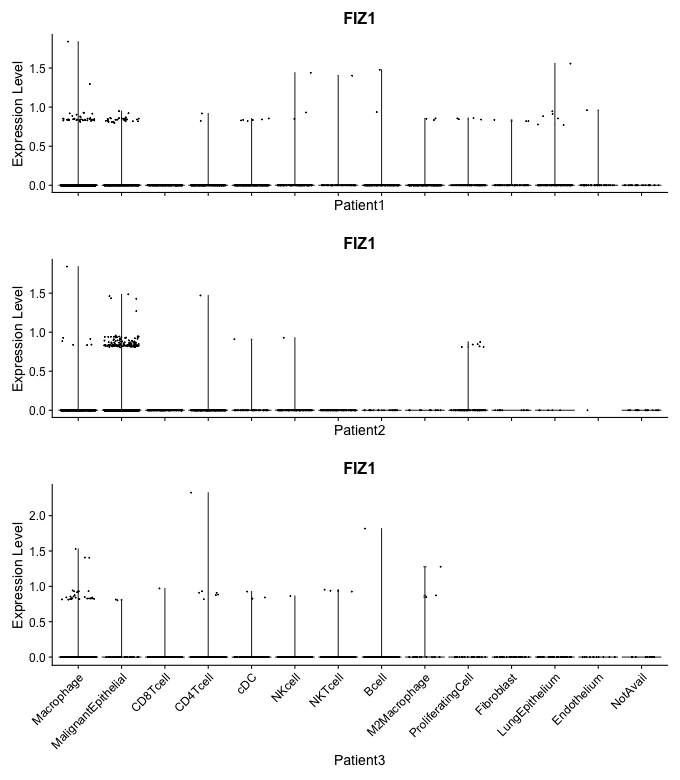 FIZ1
Expression Level
1.5
1.0
0.5
0.0
Patient1
FIZ1
Expression Level
1.5
1.0
0.5
0.0
Patient2
FIZ1
Expression Level
2.0
1.5
1.0
0.5
0.0
Macrophage
MalignantEpithelial
CD8Tcell
CD4Tcell
cDC
NKcell
NKTcell
Bcell
M2Macrophage
ProliferatingCell
Fibroblast
LungEpithelium
Endothelium
NotAvail
Patient3